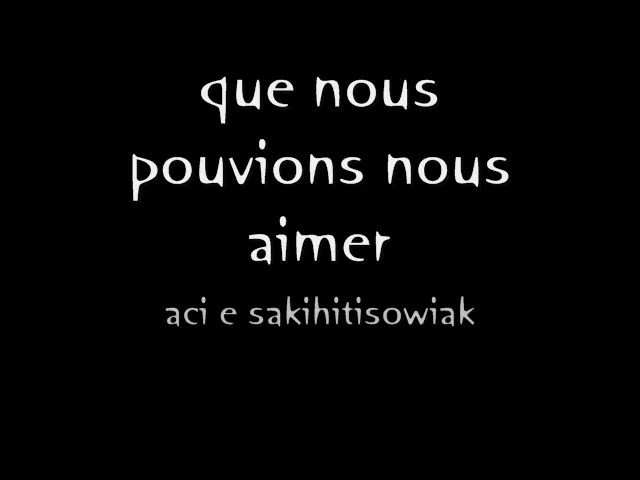 que nous
pouvions nous
aimer
aci e sakihitisowiak